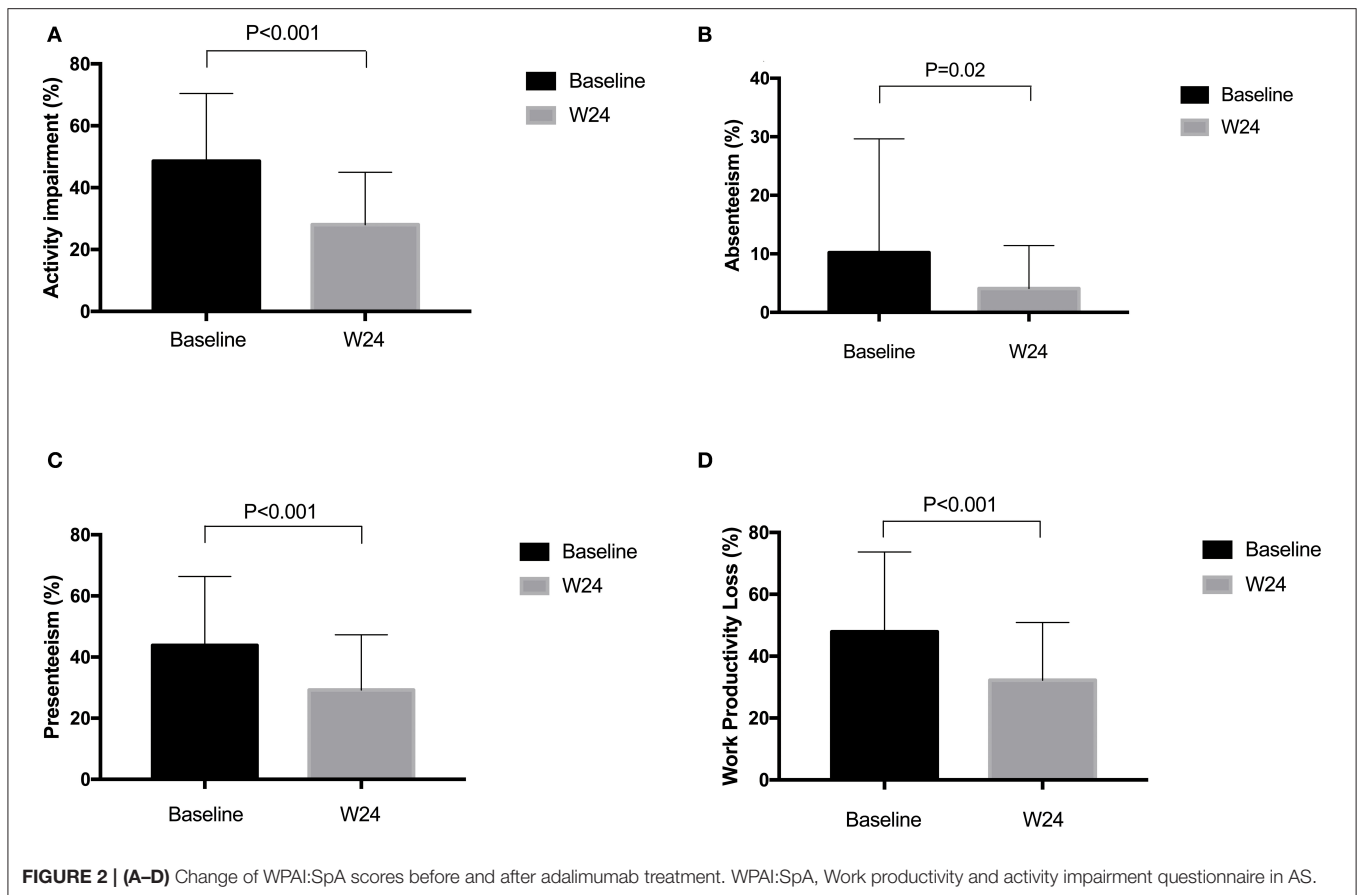 A
P<0.001
80
60
40
20
0
Activity impairment (%)
Baseline
W24
Baseline
W24
B
P=0.02
40
30
20
10
0
Absenteeism (%)
Baseline
W24
Baseline
W24
C
P<0.001
80
60
40
20
0
Presenteeism (%)
Baseline
W24
Baseline
W24
D
P<0.001
80
60
40
20
0
Work Productivity Loss (%)
Baseline
W24
Baseline
W24
FIGURE 2 | (A–D) Change of WPAI:SpA scores before and after adalimumab treatment. WPAI:SpA, Work productivity and activity impairment questionnaire in AS.